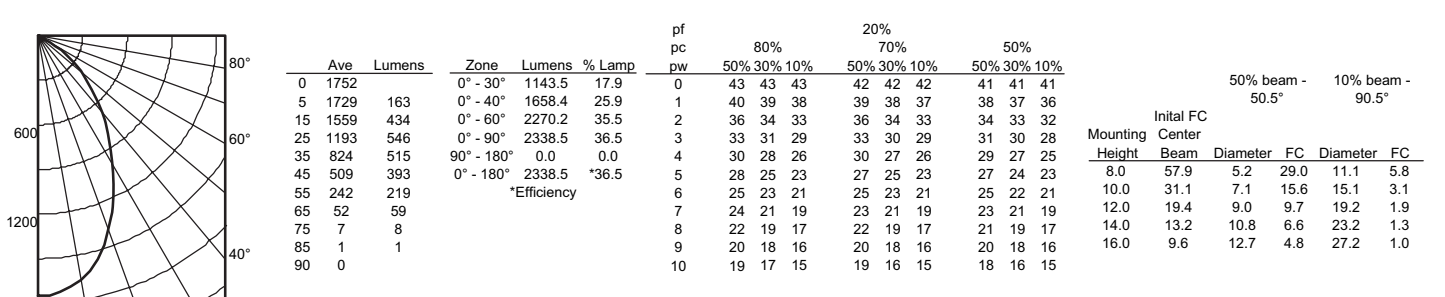 600
1200
80°
60°
40°
Ave Lumens
0 1752
5 1729 163
15 1559 434
25 1193 546
35 824 515
45 509 393
55 242 219
65 52 59
75 7 8
85 1 1
90 0
Zone Lumens % Lamp
0° - 30° 1143.5 17.9
0° - 40° 1658.4 25.9
0° - 60° 2270.2 35.5
0° - 90° 2338.5 36.5
90° - 180° 0.0 0.0
0° - 180° 2338.5 *36.5
*Efficiency
pf 20%
pc 80% 70% 50%
pw 50% 30% 10% 50% 30% 10% 50% 30% 10%
0 43 43 43 42 42 42 41 41 41
1 40 39 38 39 38 37 38 37 36
2 36 34 33 36 34 33 34 33 32
3 33 31 29 33 30 29 31 30 28
4 30 28 26 30 27 26 29 27 25
5 28 25 23 27 25 23 27 24 23
6 25 23 21 25 23 21 25 22 21
7 24 21 19 23 21 19 23 21 19
8 22 19 17 22 19 17 21 19 17
9 20 18 16 20 18 16 20 18 16
10 19 17 15 19 16 15 18 16 15
50% beam - 10% beam -
50.5° 90.5°
Inital FC
Mounting Center
Height Beam Diameter FC Diameter FC
8.0 57.9 5.2 29.0 11.1 5.8
10.0 31.1 7.1 15.6 15.1 3.1
12.0 19.4 9.0 9.7 19.2 1.9
14.0 13.2 10.8 6.6 23.2 1.3
16.0 9.6 12.7 4.8 27.2 1.0